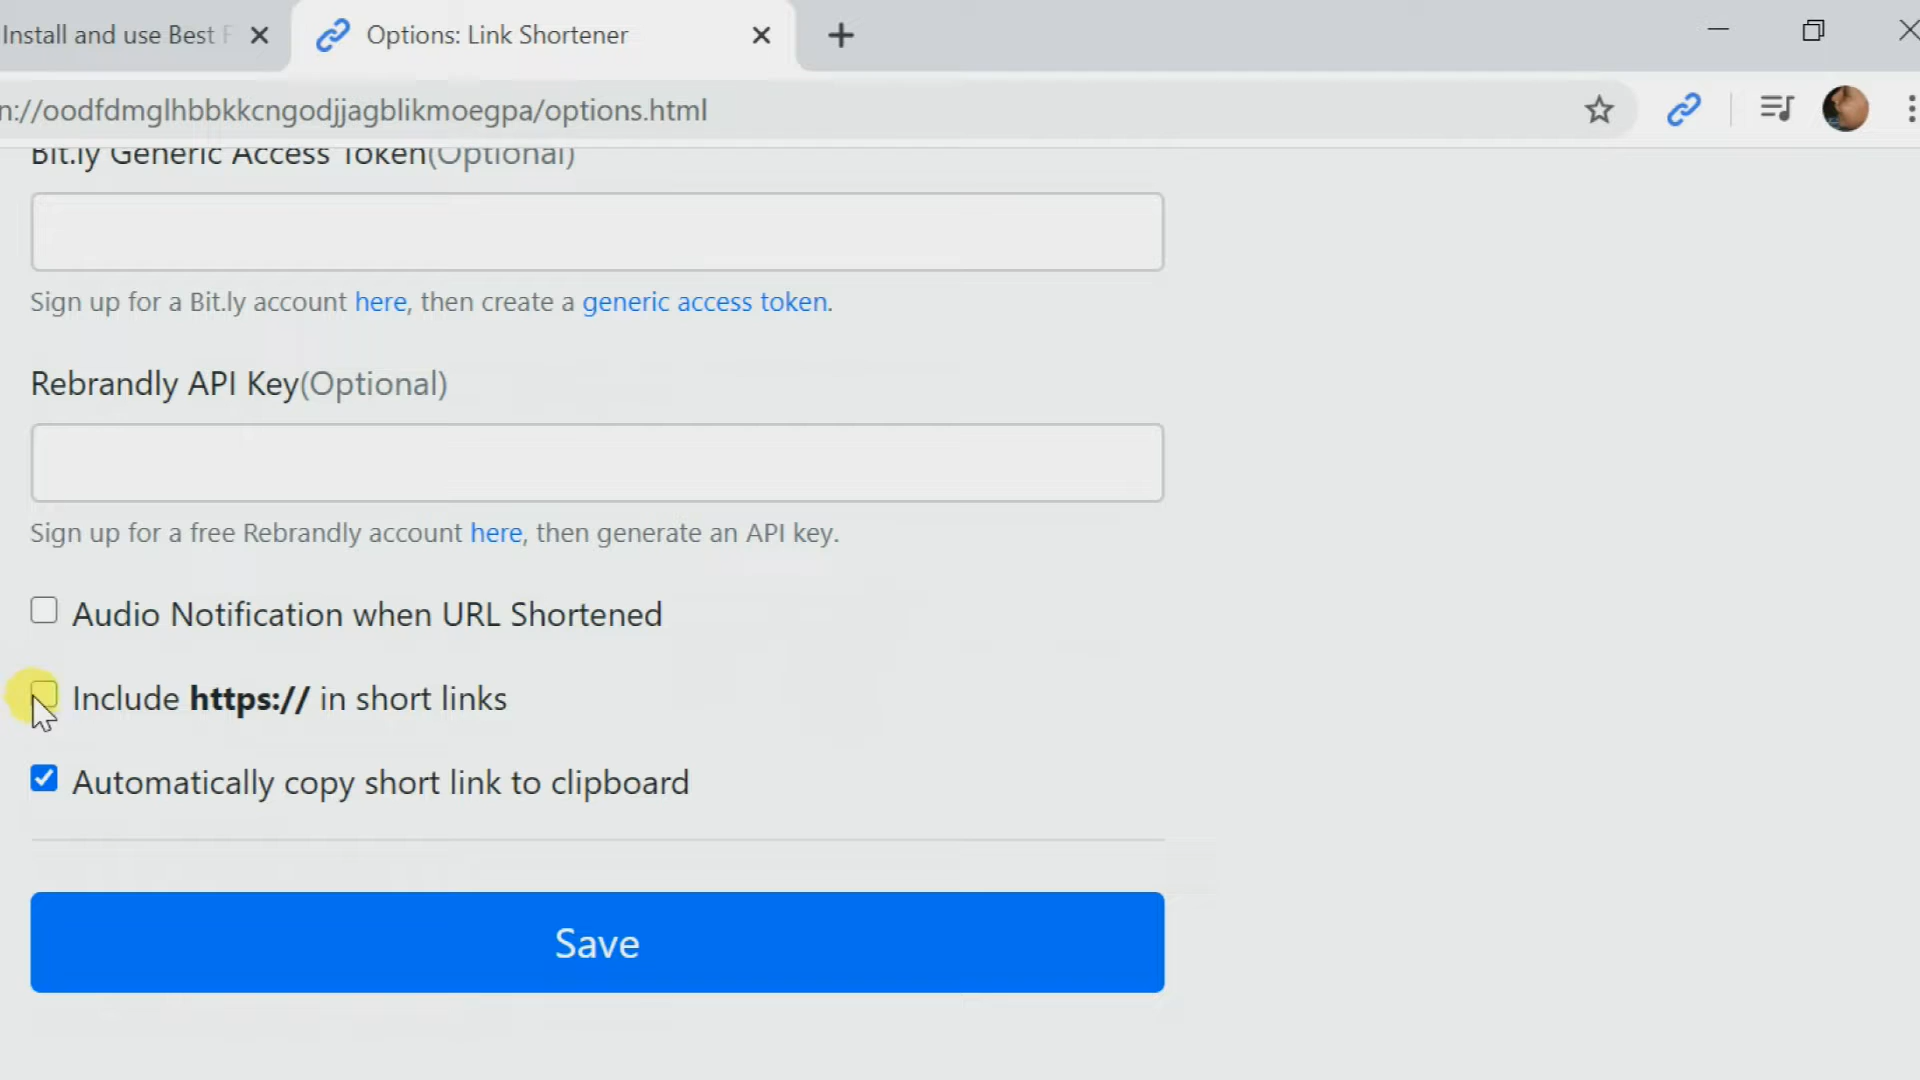 Install and use Best
Options: Link Shortener
n://oodfdmglhbbkkcngodjjagblikmoegpa/options.html
Bit.ly Generic Access Token(Optional)
Sign up for a Bit.ly account here, then create a generic access token.
Rebrandly API Key(Optional)
Sign up for a free Rebrandly account here, then generate an API key.
Audio Notification when URL Shortened
Include https:// in short links
Automatically copy short link to clipboard
Save